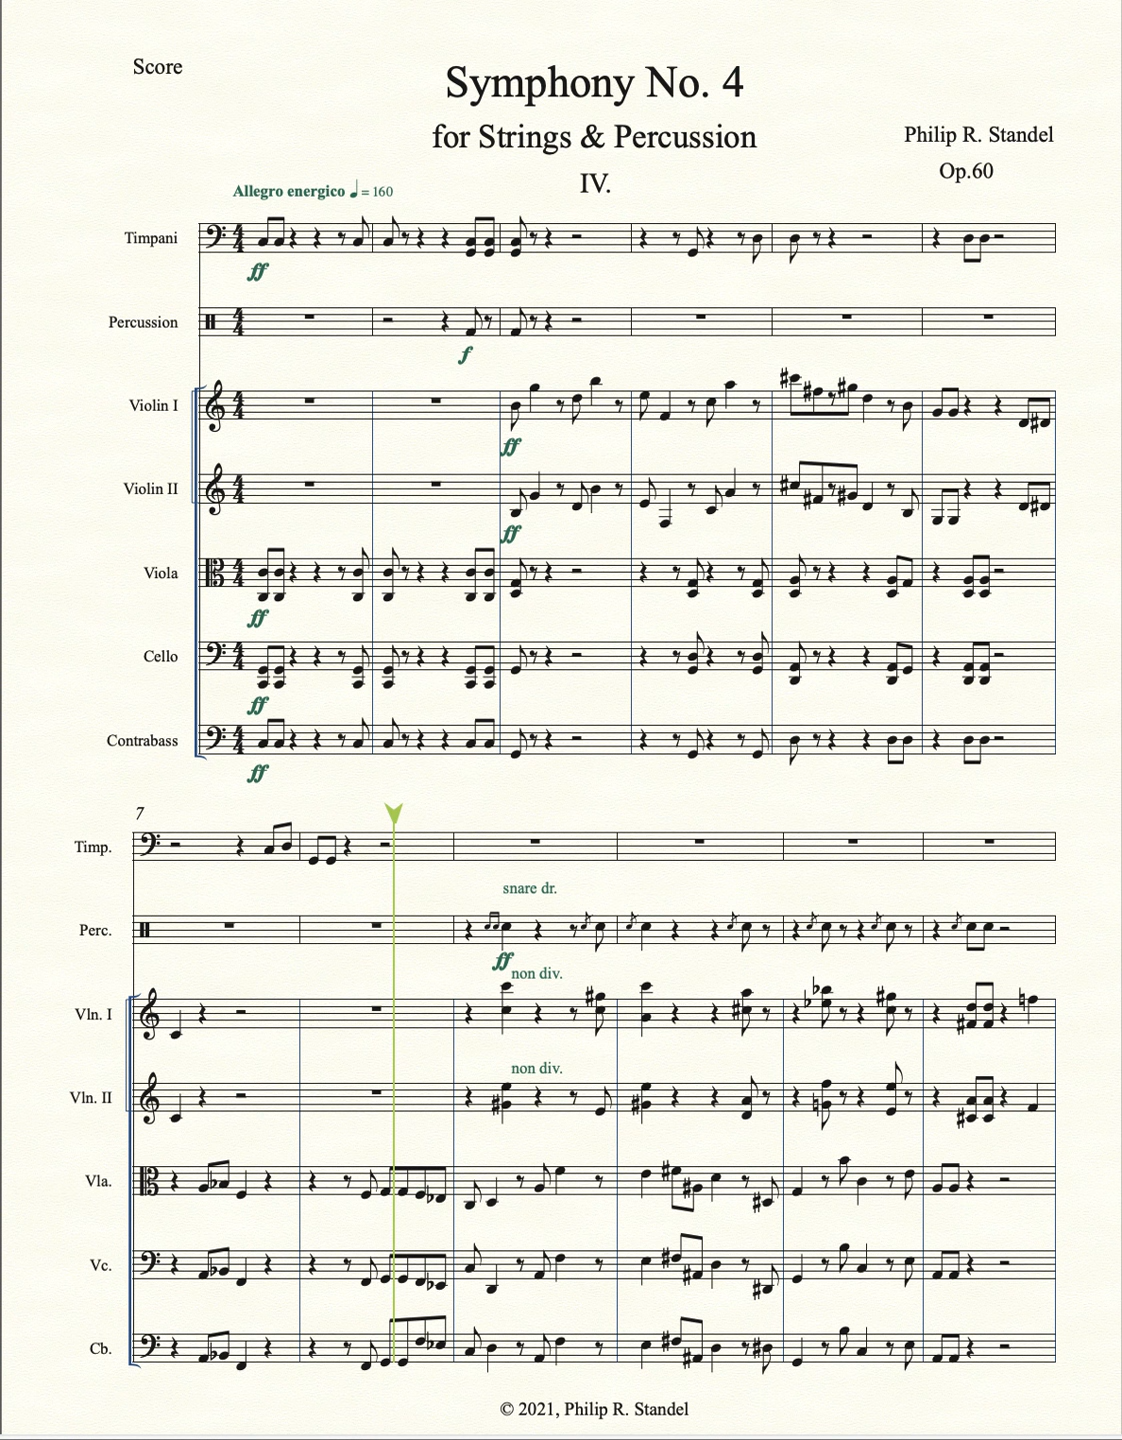 Score
Symphony No. 4
for Strings & Percussion
Philip R. Standel
Op.60
IV.
Allegro energico ♩ = 160
Timpani
ff
Percussion
f
Violin I
ff
Violin II
ff
Viola
ff
Cello
ff
Contrabass
ff
7
Timp.
snare dr.
Perc.
ff
non div.
Vln. I
non div.
Vln. II
Vla.
Vc.
Cb.
© 2021, Philip R. Standel